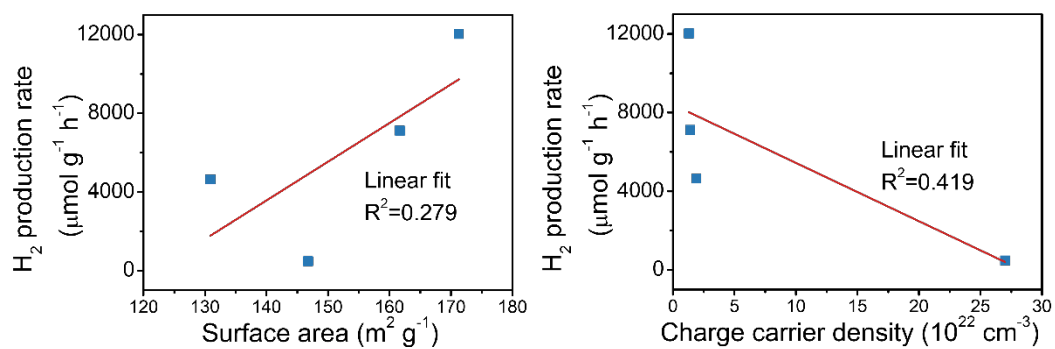 H₂ production rate
(μmol g⁻¹ h⁻¹)
12000
8000
4000
0
Linear fit
R²=0.279
120 130 140 150 160 170 180
Surface area (m² g⁻¹)
H₂ production rate
(μmol g⁻¹ h⁻¹)
12000
8000
4000
0
Linear fit
R²=0.419
0 5 10 15 20 25 30
Charge carrier density (10²² cm⁻³)